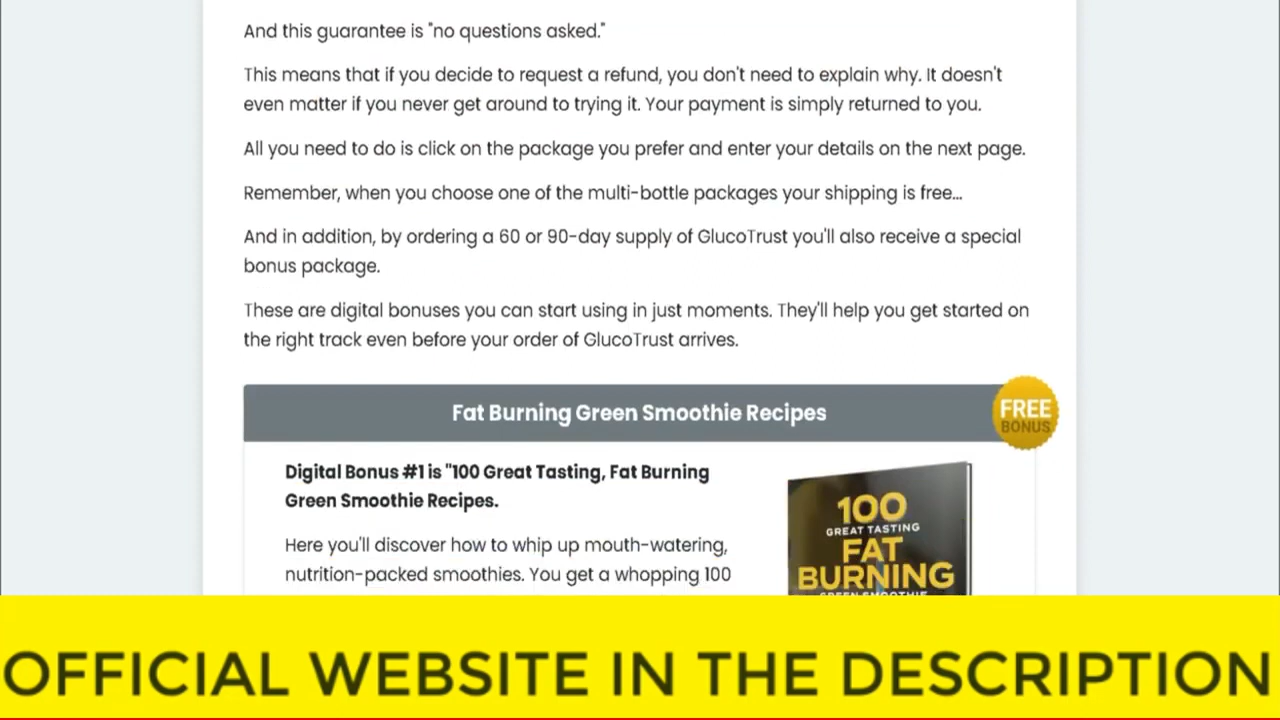 And this guarantee is "no questions asked."
This means that if you decide to request a refund, you don't need to explain why. It doesn't
even matter if you never get around to trying it. Your payment is simply returned to you.
All you need to do is click on the package you prefer and enter your details on the next page.
Remember, when you choose one of the multi-bottle packages your shipping is free...
And in addition, by ordering a 60 or 90-day supply of GlucoTrust you'll also receive a special
bonus package.
These are digital bonuses you can start using in just moments. They'll help you get started on
the right track even before your order of GlucoTrust arrives.
Fat Burning Green Smoothie Recipes
FREE
BONUS
Digital Bonus #1 is "100 Great Tasting, Fat Burning
Green Smoothie Recipes.
Here you'll discover how to whip up mouth-watering,
nutrition-packed smoothies. You get a whopping 100
100
GREAT TASTING
FAT
BURNING
GREEN SMOOTHIE
OFFICIAL WEBSITE IN THE DESCRIPTION